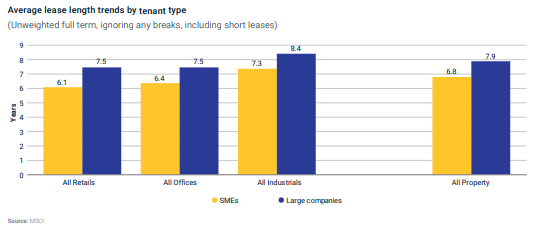 Average lease length trends by tenant type
(Unweighted full term, ignoring any breaks, including short leases)
9
8
7
6
5
4
3
2
1
0
Years
6.1
7.5
6.4
7.5
7.3
8.4
6.8
7.9
All Retails
All Offices
All Industrials
All Property
SMEs
Large companies
Source: MSCI